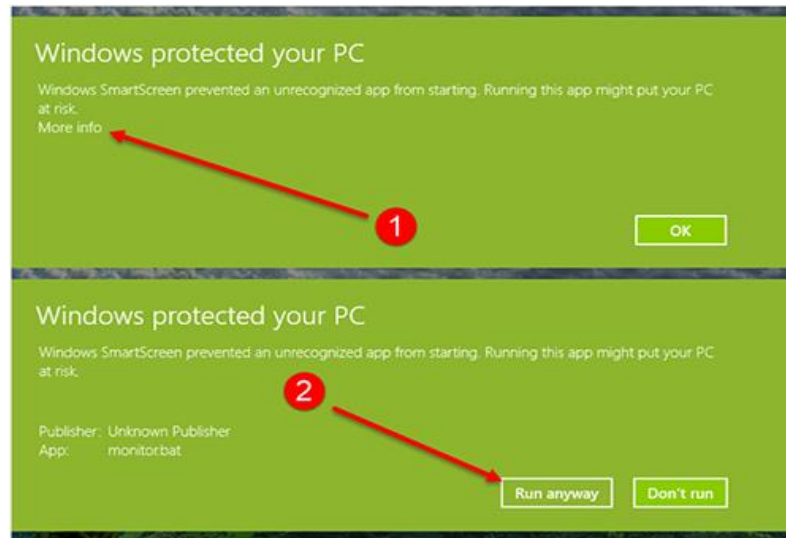 Windows protected your PC
Windows SmartScreen prevented an unrecognized app from starting. Running this app might put your PC
at risk.
More info
1
OK
Windows protected your PC
Windows SmartScreen prevented an unrecognized app from starting. Running this app might put your PC
at risk.
2
Publisher: Unknown Publisher
App: monitor.bat
Run anyway Don't run